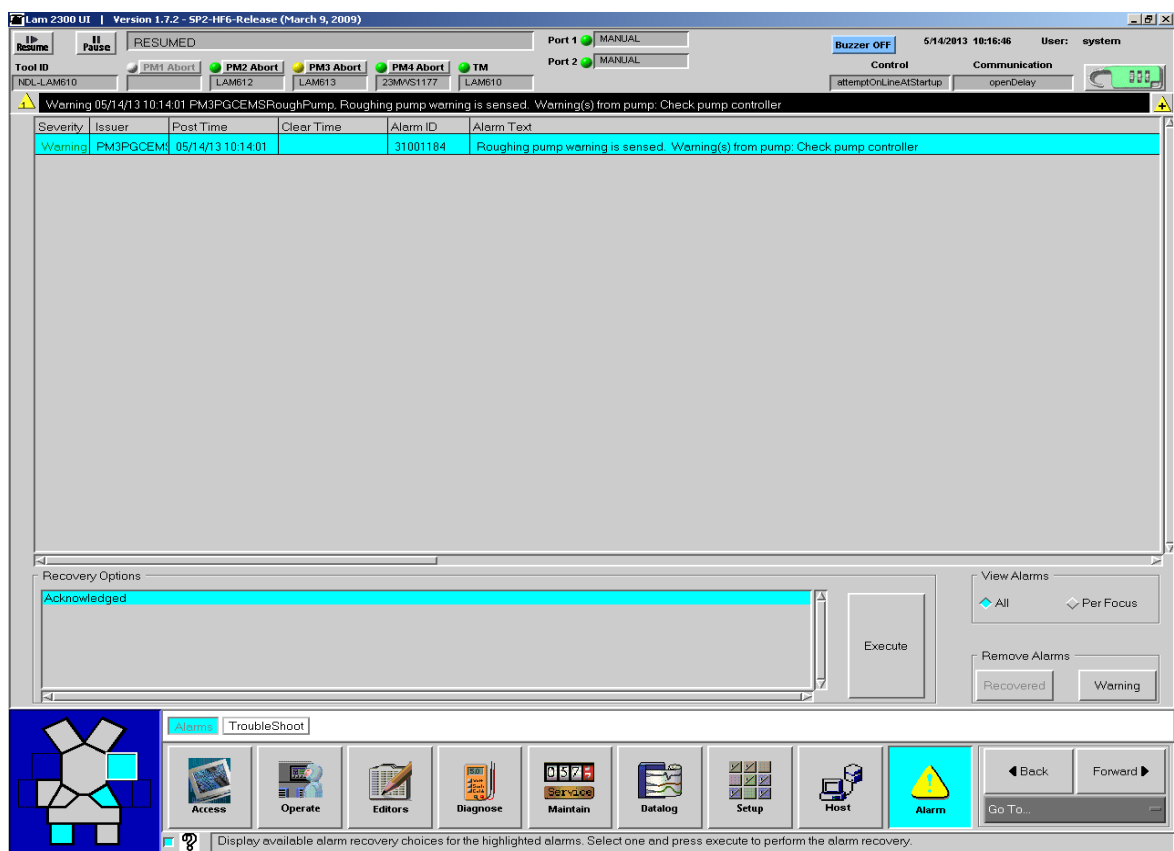 Lam 2300 UI | Version 1.7.2 - SP2-HF6-Release (March 9, 2009)
Resume Pause RESUMED Port 1 MANUAL Buzzer OFF 5/14/2013 10:16:46 User: system
Port 2 MANUAL
Tool ID PM1 Abort PM2 Abort PM3 Abort PM4 Abort TM Control Communication
NDL-LAM610 LAM612 LAM613 23MWS1177 LAM610 attemptOnLineAtStartup openDelay
Warning 05/14/13 10:14:01 PM3PGCEMSRoughPump, Roughing pump warning is sensed. Warning(s) from pump: Check pump controller
Severity Issuer Post Time Clear Time Alarm ID Alarm Text
Warning PM3PGCEMS 05/14/13 10:14:01 31001184 Roughing pump warning is sensed. Warning(s) from pump: Check pump controller
Recovery Options View Alarms
Acknowledged
All Per Focus
Execute
Remove Alarms
Recovered Warning
Alarms TroubleShoot
Access Operate Editors Diagnose Service Maintain Datalog Setup Host Alarm
Back Forward
Go To...
Display available alarm recovery choices for the highlighted alarms. Select one and press execute to perform the alarm recovery.